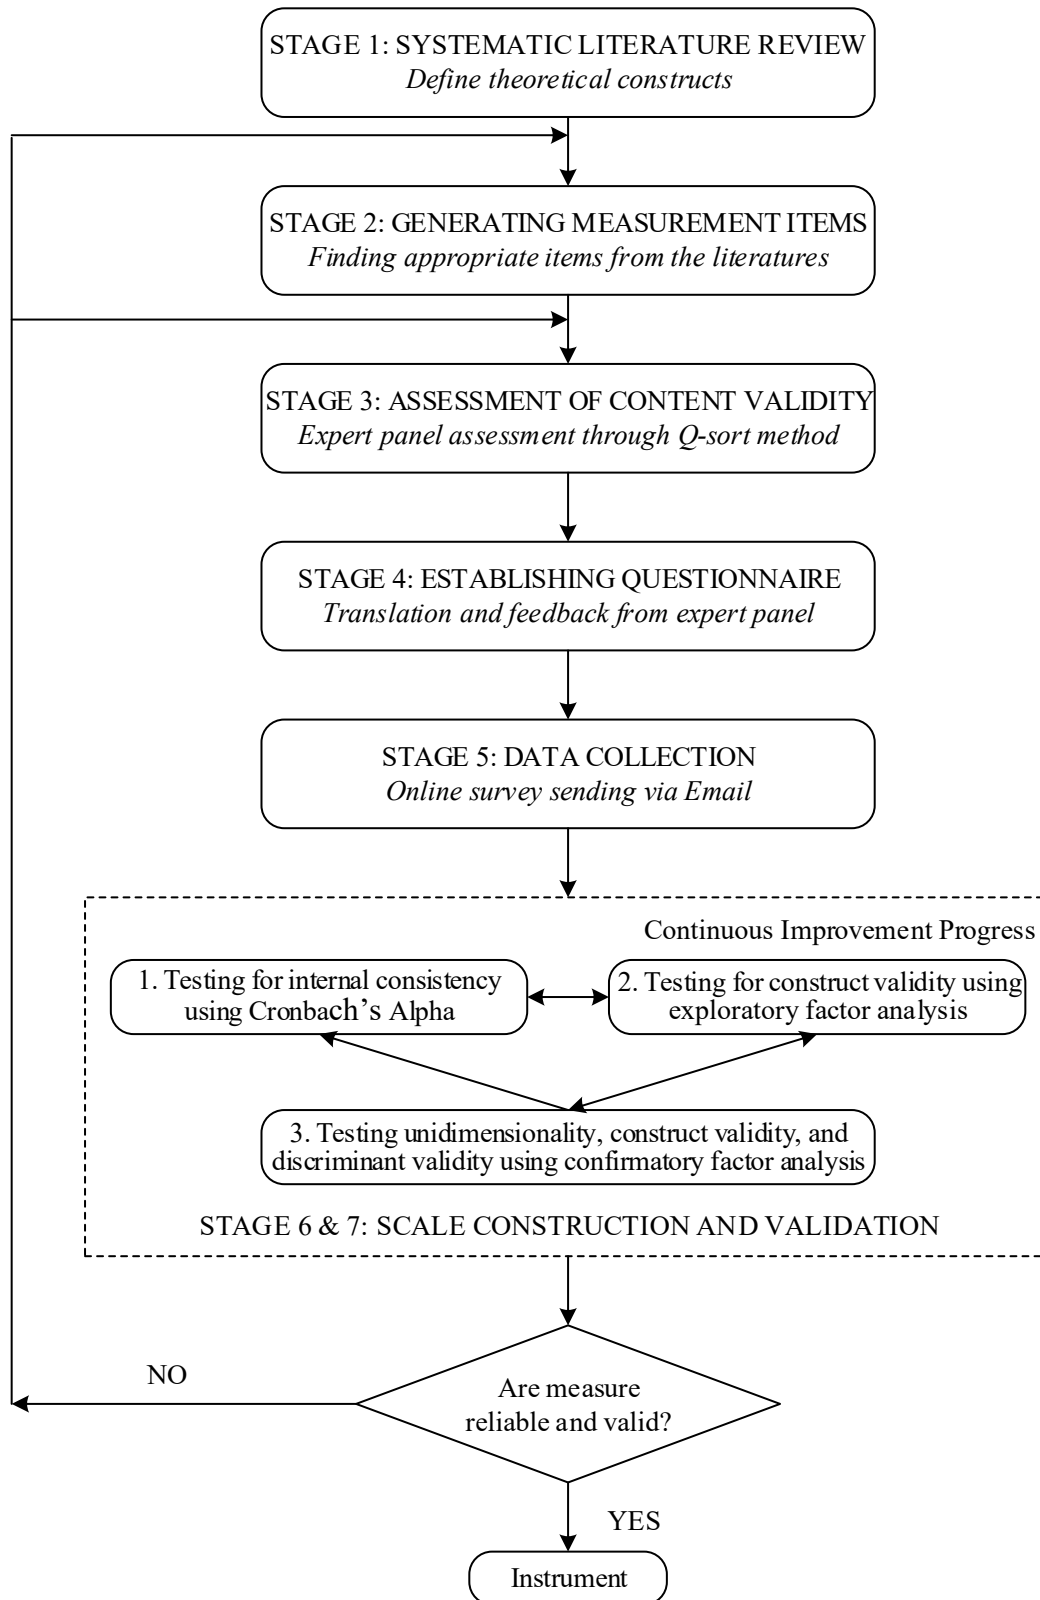 STAGE 1: SYSTEMATIC LITERATURE REVIEW
Define theoretical constructs
STAGE 2: GENERATING MEASUREMENT ITEMS
Finding appropriate items from the literatures
STAGE 3: ASSESSMENT OF CONTENT VALIDITY
Expert panel assessment through Q-sort method
STAGE 4: ESTABLISHING QUESTIONNAIRE
Translation and feedback from expert panel
STAGE 5: DATA COLLECTION
Online survey sending via Email
Continuous Improvement Progress
1. Testing for internal consistency
using Cronbach’s Alpha
2. Testing for construct validity using
exploratory factor analysis
3. Testing unidimensionality, construct validity, and
discriminant validity using confirmatory factor analysis
STAGE 6 & 7: SCALE CONSTRUCTION AND VALIDATION
NO
Are measure
reliable and valid?
YES
Instrument